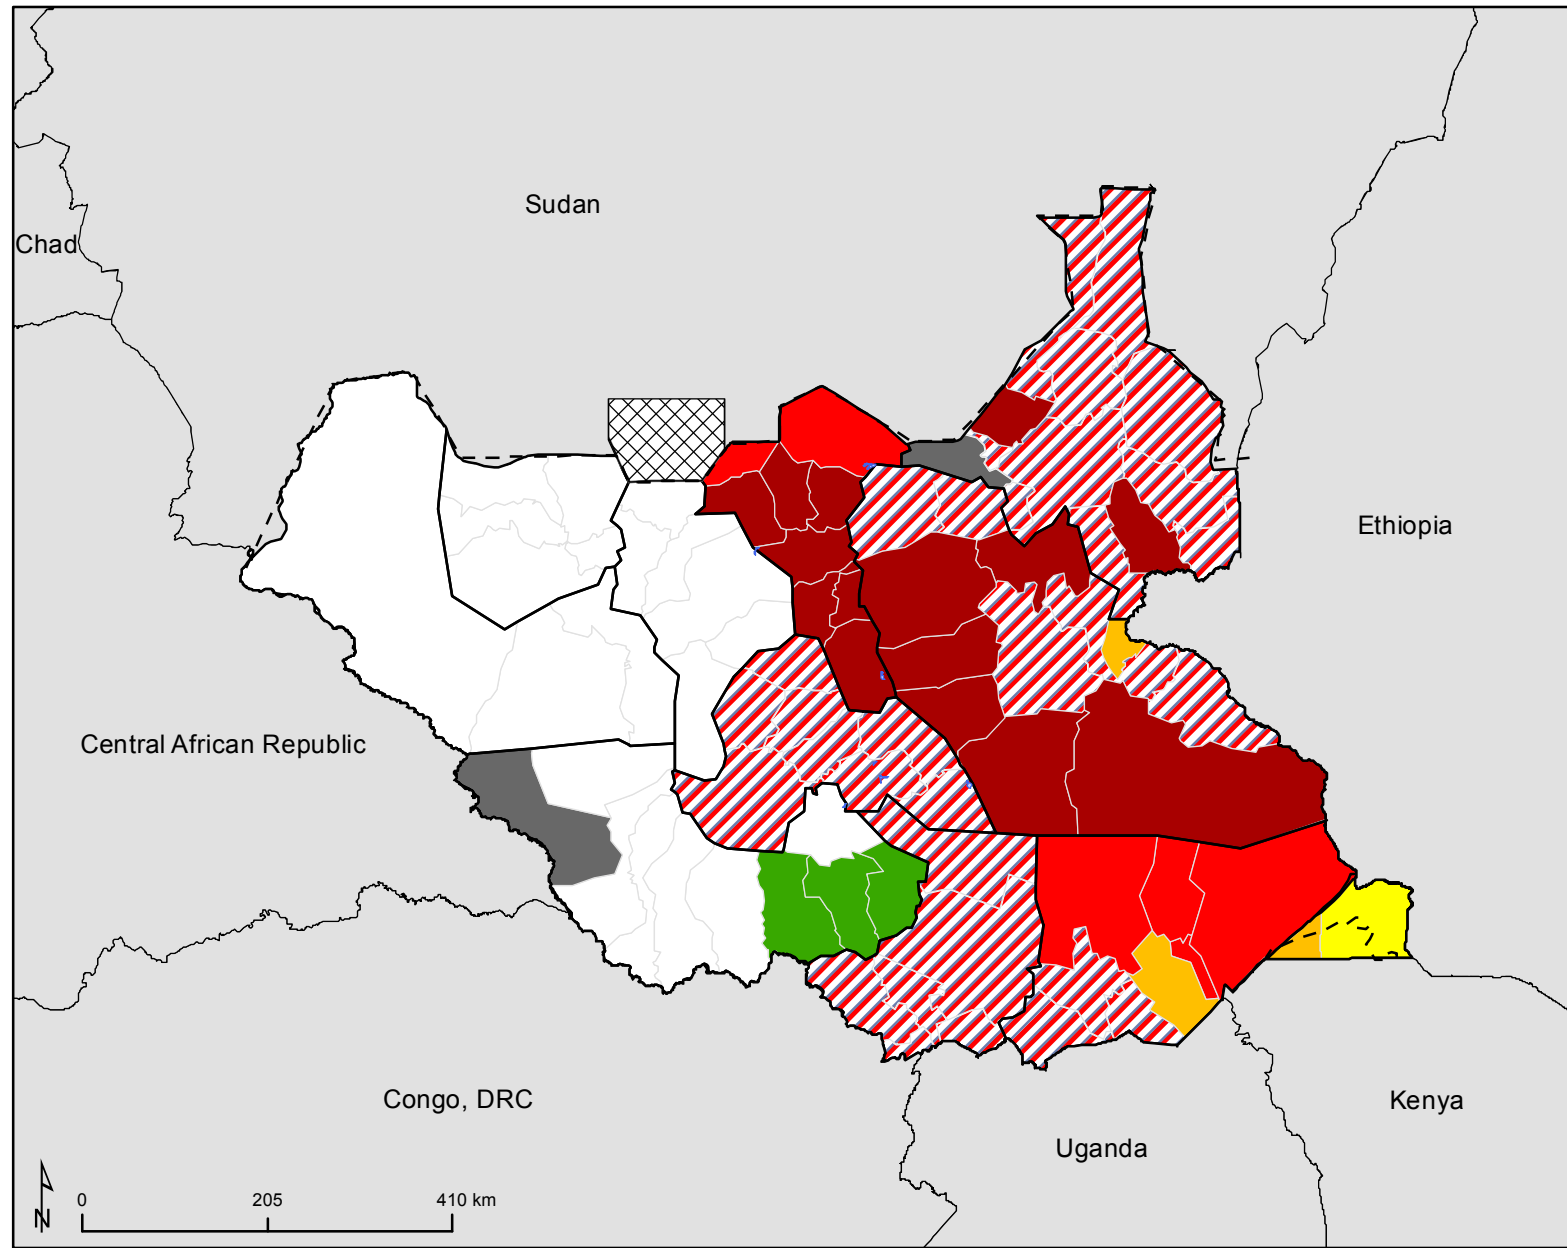 Sudan
Chad
Ethiopia
Central African Republic
Congo, DRC
Kenya
Uganda
0 205 410 km
N